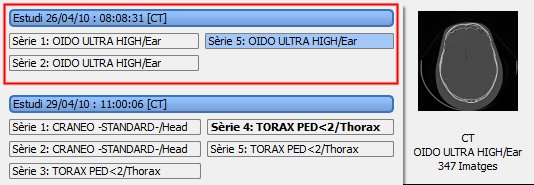 Estudi 26/04/10 : 08:08:31 [CT]
Sèrie 1: OIDO ULTRA HIGH/Ear
Sèrie 5: OIDO ULTRA HIGH/Ear
Sèrie 2: OIDO ULTRA HIGH/Ear
Estudi 29/04/10 : 11:00:06 [CT]
Sèrie 1: CRANEO -STANDARD-/Head
Sèrie 4: TORAX PED<2/Thorax
Sèrie 2: CRANEO -STANDARD-/Head
Sèrie 5: TORAX PED<2/Thorax
Sèrie 3: TORAX PED<2/Thorax
CT
OIDO ULTRA HIGH/Ear
347 Imatges